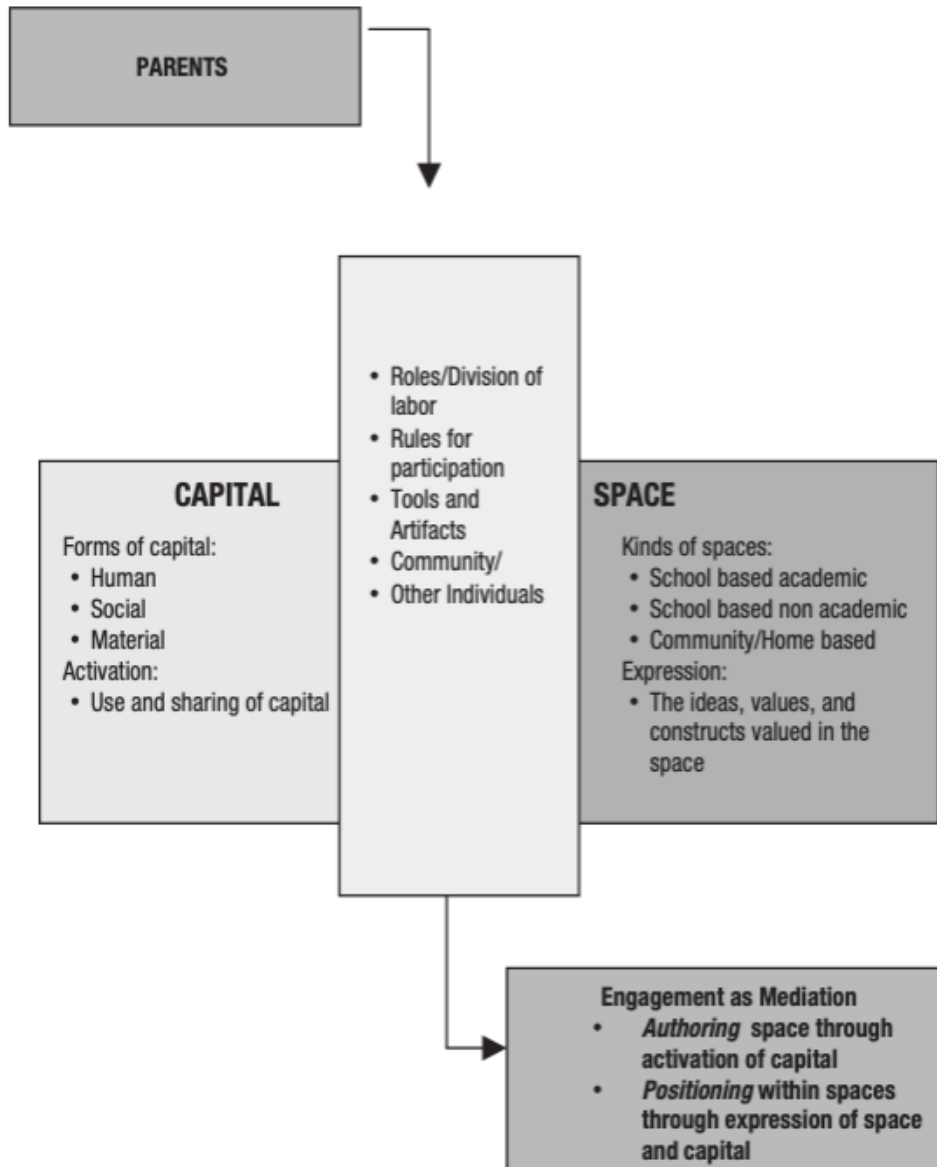 PARENTS
• Roles/Division of
labor
• Rules for
participation
• Tools and
Artifacts
• Community/
• Other Individuals
CAPITAL
Forms of capital:
• Human
• Social
• Material
Activation:
• Use and sharing of capital
SPACE
Kinds of spaces:
• School based academic
• School based non academic
• Community/Home based
Expression:
• The ideas, values, and
constructs valued in the
space
Engagement as Mediation
• Authoring space through
activation of capital
• Positioning within spaces
through expression of space
and capital